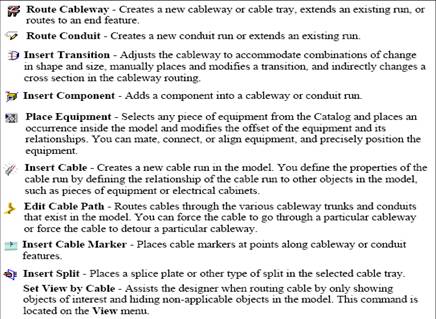 Route Cableway - Creates a new cableway or cable tray, extends an existing run, or
routes to an end feature.
Route Conduit - Creates a new conduit run or extends an existing run.
Insert Transition - Adjusts the cableway to accommodate combinations of change
in shape and size, manually places and modifies a transition, and indirectly changes a
cross section in the cableway routing.
Insert Component - Adds a component into a cableway or conduit run.
Place Equipment - Selects any piece of equipment from the Catalog and places an
occurrence inside the model and modifies the offset of the equipment and its
relationships. You can mate, connect, or align equipment, and precisely position the
equipment.
Insert Cable - Creates a new cable run in the model. You define the properties of the
cable run by defining the relationship of the cable run to other objects in the model,
such as pieces of equipment or electrical cabinets.
Edit Cable Path - Routes cables through the various cableway trunks and conduits
that exist in the model. You can force the cable to go through a particular cableway
or force the cable to detour a particular cableway.
Insert Cable Marker - Places cable markers at points along cableway or conduit
features.
Insert Split - Places a splice plate or other type of split in the selected cable tray.
Set View by Cable - Assists the designer when routing cable by only showing
objects of interest and hiding non-applicable objects in the model. This command is
located on the View menu.